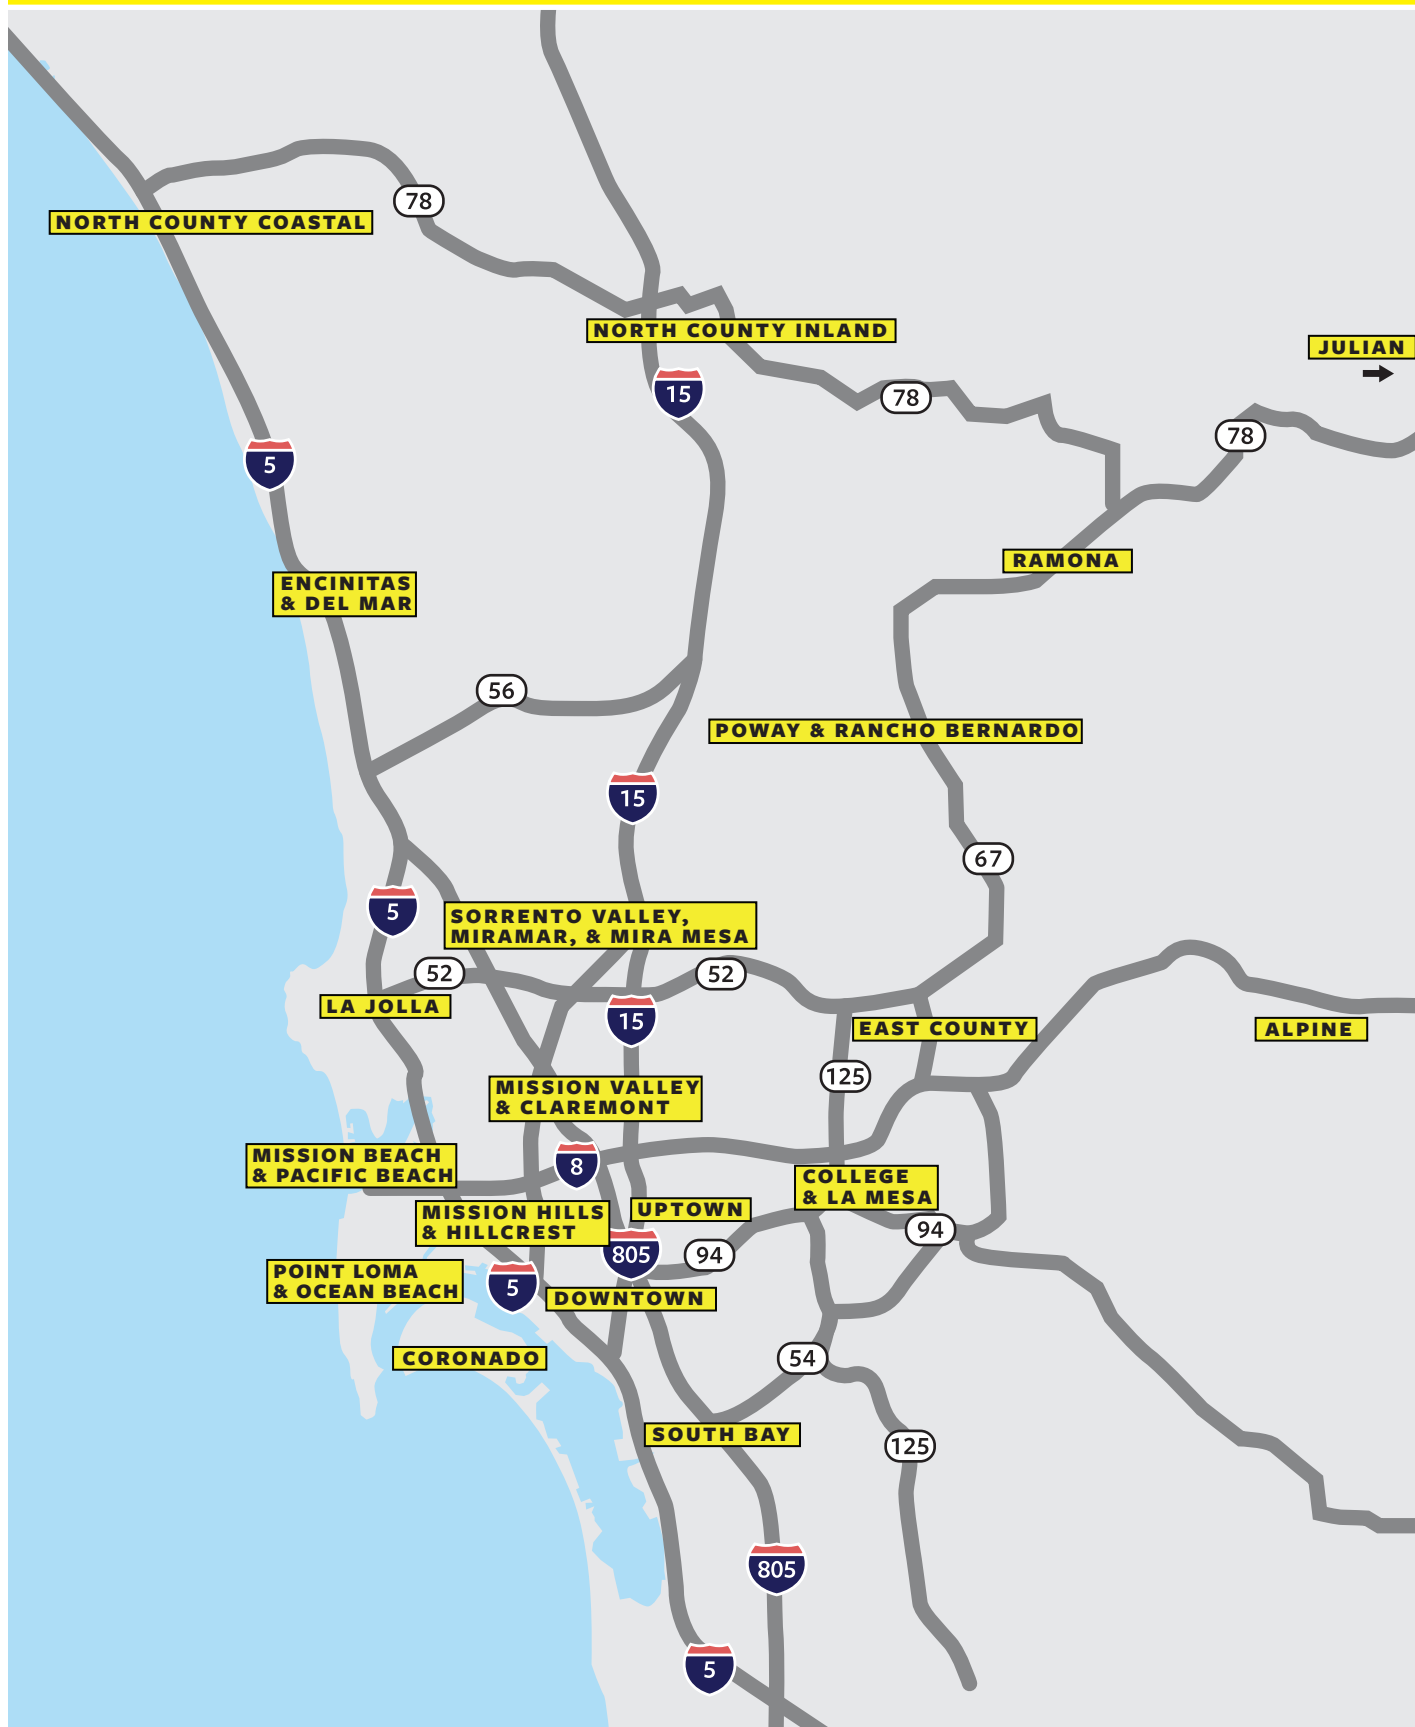 78
NORTH COUNTY COASTAL
NORTH COUNTY INLAND
JULIAN
15
78
78
5
RAMONA
ENCINITAS
& DEL MAR
56
POWAY & RANCHO BERNARDO
15
67
5
SORRENTO VALLEY,
MIRAMAR, & MIRA MESA
52
52
LA JOLLA
15
EAST COUNTY
ALPINE
125
MISSION VALLEY
& CLAREMONT
MISSION BEACH
& PACIFIC BEACH
8
COLLEGE
& LA MESA
MISSION HILLS
& HILLCREST
UPTOWN
94
805
94
POINT LOMA
& OCEAN BEACH
5
DOWNTOWN
CORONADO
54
SOUTH BAY
125
805
5